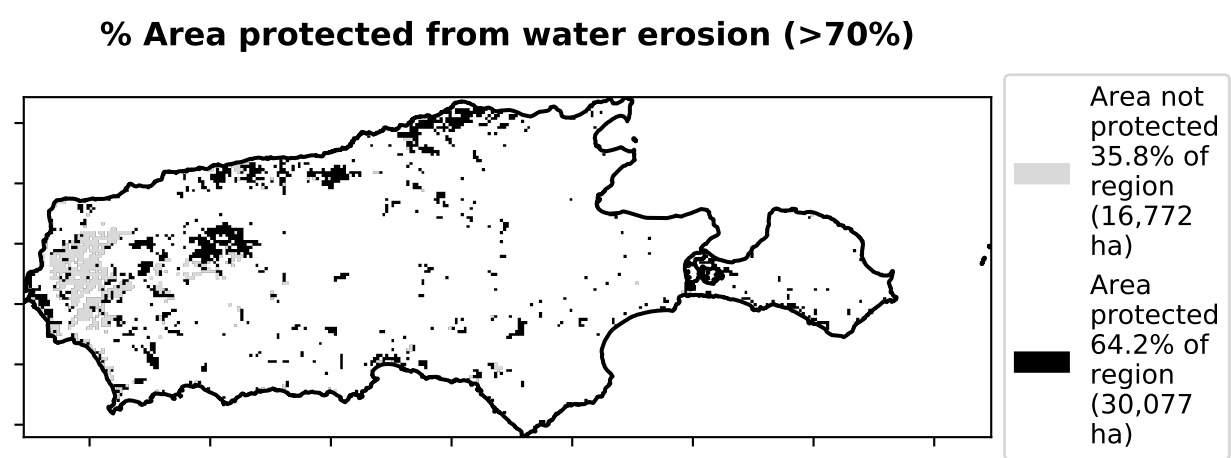 % Area protected from water erosion (>70%)
Area not
protected
35.8% of
region
(16,772
ha)
Area
protected
64.2% of
region
(30,077
ha)